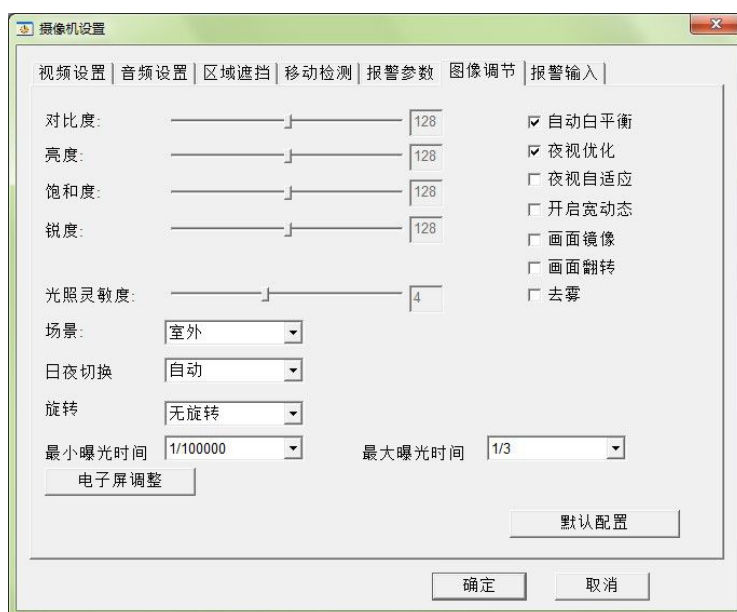 摄像机设置
视频设置 音频设置 区域遮挡 移动检测 报警参数 图像调节 报警输入
对比度: 128 自动白平衡
亮度: 128 夜视优化
饱和度: 128 夜视自适应
锐度: 128 开启宽动态
画面镜像
画面翻转
光照灵敏度: 4 去雾
场景: 室外
日夜切换 自动
旋转 无旋转
最小曝光时间 1/100000 最大曝光时间 1/3
电子屏调整
默认配置
确定 取消